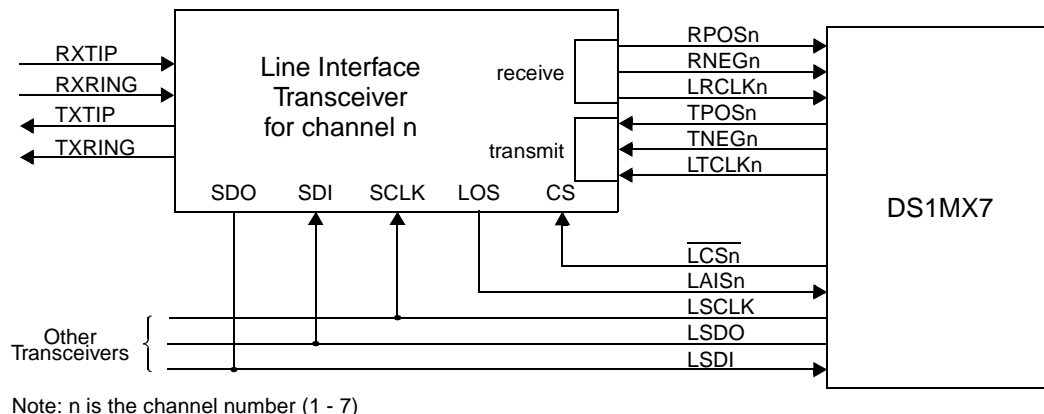 RXTIP
RXRING
TXTIP
TXRING
Line Interface
Transceiver
for channel n
receive
transmit
SDO SDI SCLK LOS CS
RPOSn
RNEGn
LRCLKn
TPOSn
TNEGn
LTCLKn
DS1MX7
LCSn
LAISn
LSCLK
LSDO
LSDI
Other
Transceivers
Note: n is the channel number (1 - 7)